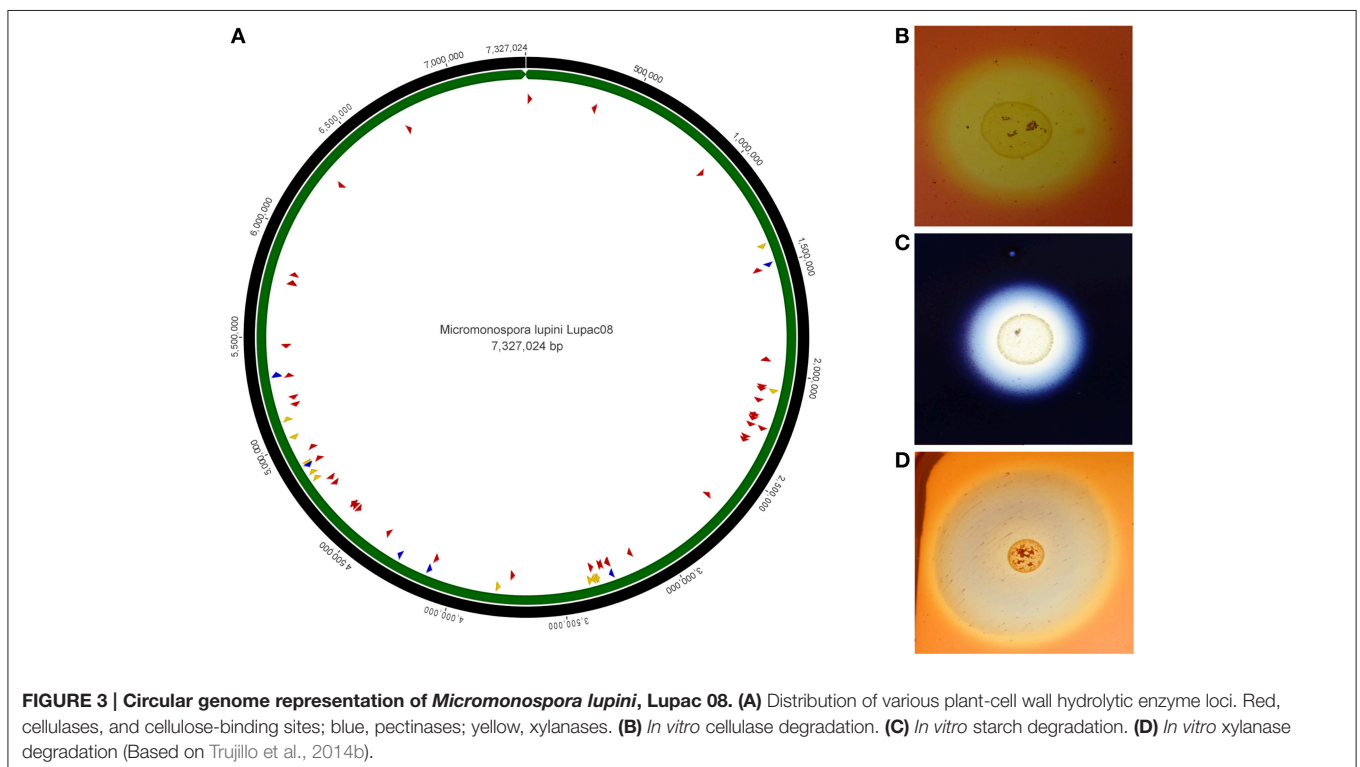 A
7,327,024
500,000
1,000,000
1,500,000
2,000,000
2,500,000
3,000,000
3,500,000
4,000,000
4,500,000
5,000,000
5,500,000
6,000,000
6,500,000
7,000,000
Micromonospora lupini Lupac08
7,327,024 bp
B
C
D
FIGURE 3 | Circular genome representation of Micromonospora lupini, Lupac 08. (A) Distribution of various plant-cell wall hydrolytic enzyme loci. Red,
cellulases, and cellulose-binding sites; blue, pectinases; yellow, xylanases. (B) In vitro cellulase degradation. (C) In vitro starch degradation. (D) In vitro xylanase
degradation (Based on Trujillo et al., 2014b).